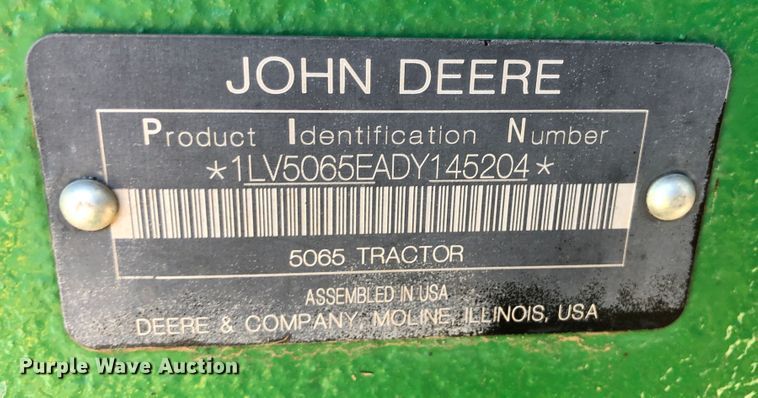 JOHN DEERE
Product Identification Number
*1LV5065EADY145204*
5065 TRACTOR
ASSEMBLED IN USA
DEERE & COMPANY, MOLINE, ILLINOIS, USA
Purple Wave Auction